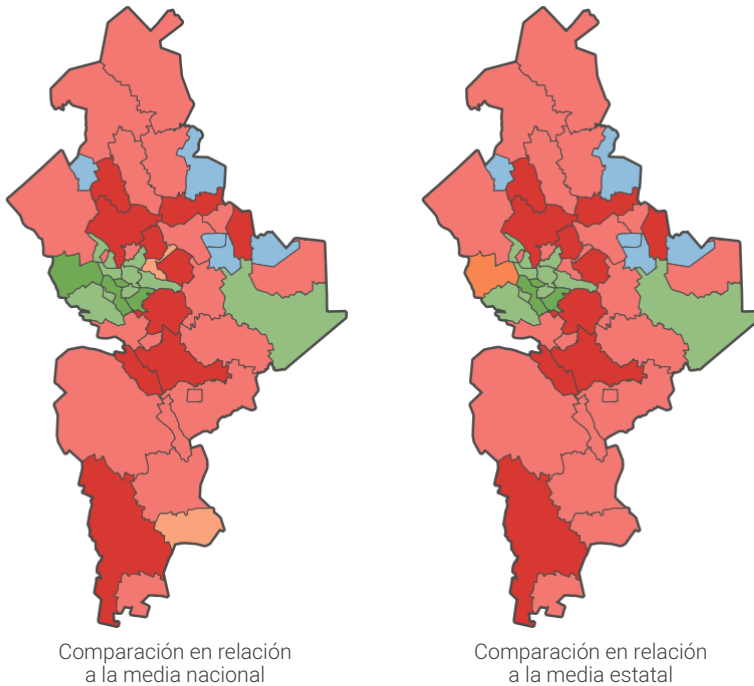 Comparación en relación
a la media nacional
Comparación en relación
a la media estatal